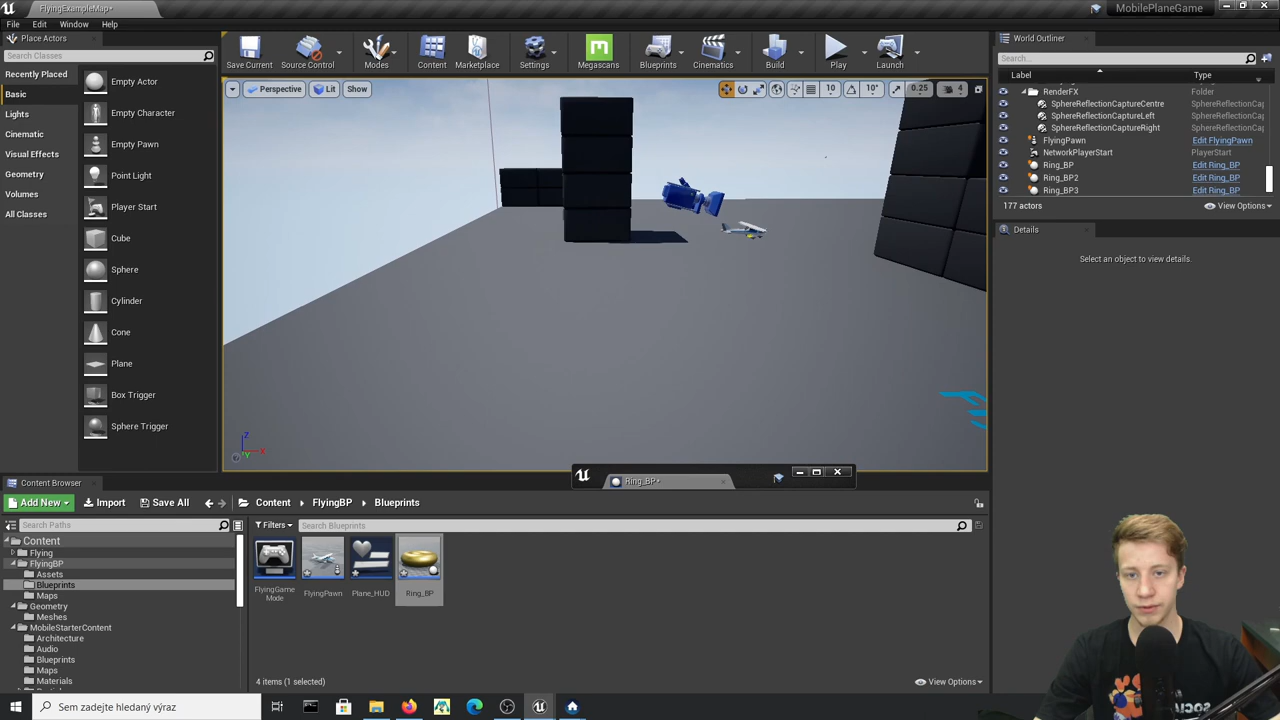 FlyingExampleMap*
MobilePlaneGame
File Edit Window Help
Place Actors
Search Classes
Recently Placed
Basic
Lights
Cinematic
Visual Effects
Geometry
Volumes
All Classes
Empty Actor
Empty Character
Empty Pawn
Point Light
Player Start
Cube
Sphere
Cylinder
Cone
Plane
Box Trigger
Sphere Trigger
Save Current
Source Control
Modes
Content
Marketplace
Settings
Megascans
Blueprints
Cinematics
Build
Play
Launch
Perspective
Lit
Show
10
10°
0.25
4
Z
X
Y
World Outliner
Search...
Label
Type
RenderFX Folder
SphereReflectionCaptureCentre SphereReflectionCap
SphereReflectionCaptureLeft SphereReflectionCap
SphereReflectionCaptureRight SphereReflectionCap
FlyingPawn Edit FlyingPawn
NetworkPlayerStart PlayerStart
Ring_BP Edit Ring_BP
Ring_BP2 Edit Ring_BP
Ring_BP3 Edit Ring_BP
177 actors
View Options
Details
Select an object to view details.
Ring_BP*
Content Browser
Add New
Import
Save All
Content
FlyingBP
Blueprints
Search Paths
Filters
Search Blueprints
Content
Flying
FlyingBP
Assets
Blueprints
Maps
Geometry
Meshes
MobileStarterContent
Architecture
Audio
Blueprints
Maps
Materials
FlyingGame
Mode
FlyingPawn
Plane_HUD
Ring_BP
4 items (1 selected)
View Options
Sem zadejte hledaný výraz